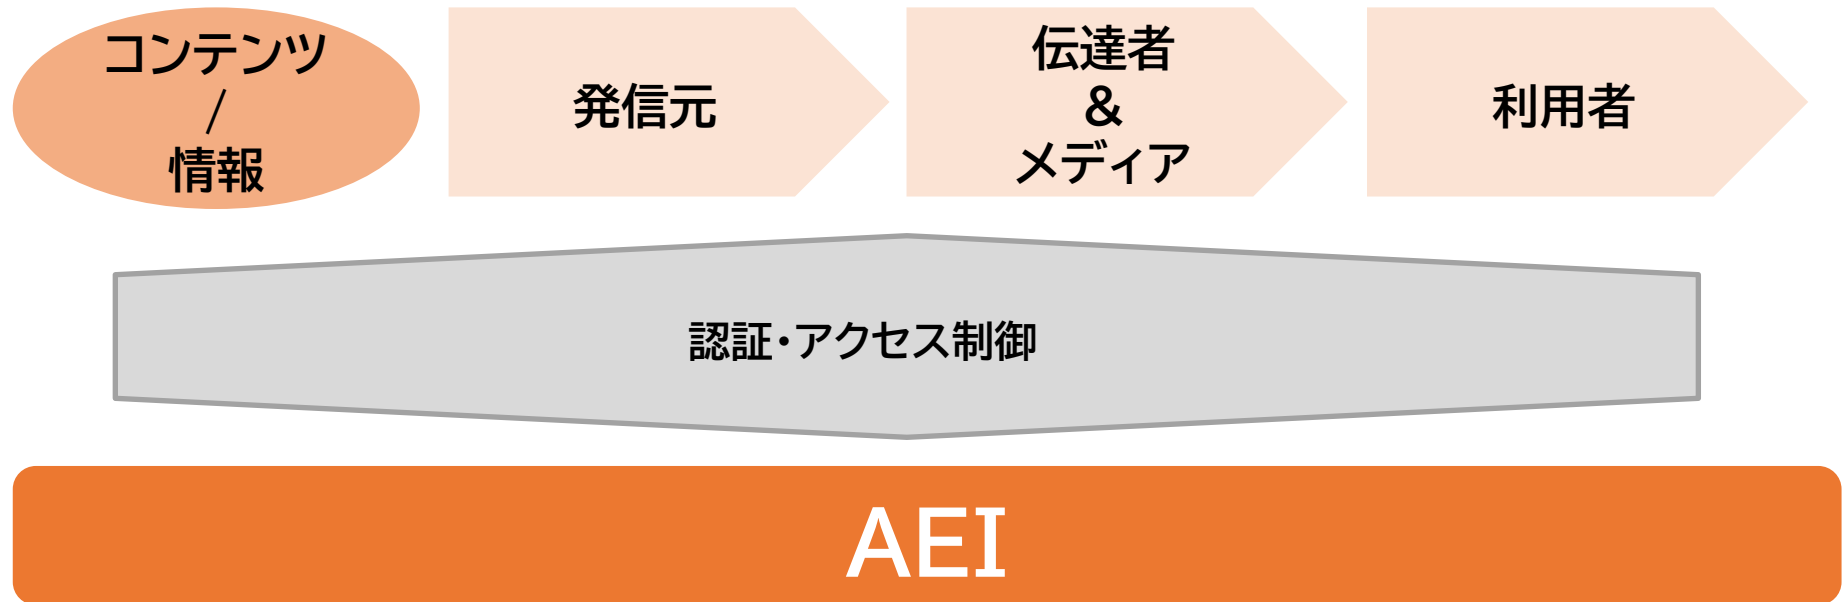 コンテンツ
/
情報
発信元
伝達者
&
メディア
利用者
認証・アクセス制御
AEI